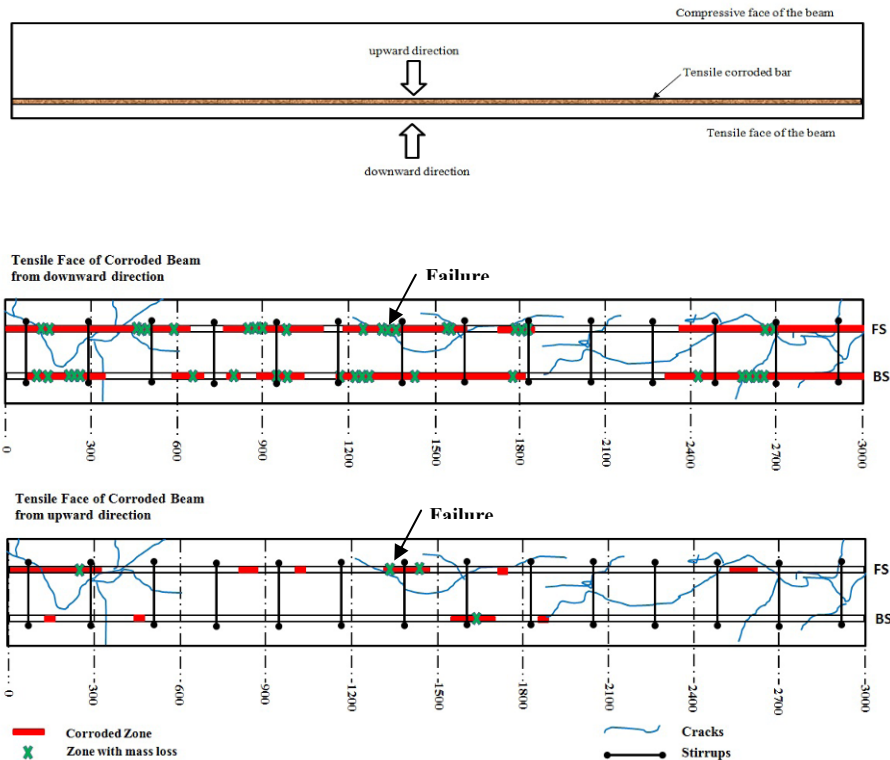 Compressive face of the beam
upward direction
Tensile corroded bar
Tensile face of the beam
downward direction
Tensile Face of Corroded Beam
from downward direction
Failure
FS
BS
0
300
600
900
1200
1500
1800
2100
2400
2700
3000
Tensile Face of Corroded Beam
from upward direction
Failure
FS
BS
0
300
600
900
1200
1500
1800
2100
2400
2700
3000
Corroded Zone
Zone with mass loss
Cracks
Stirrups